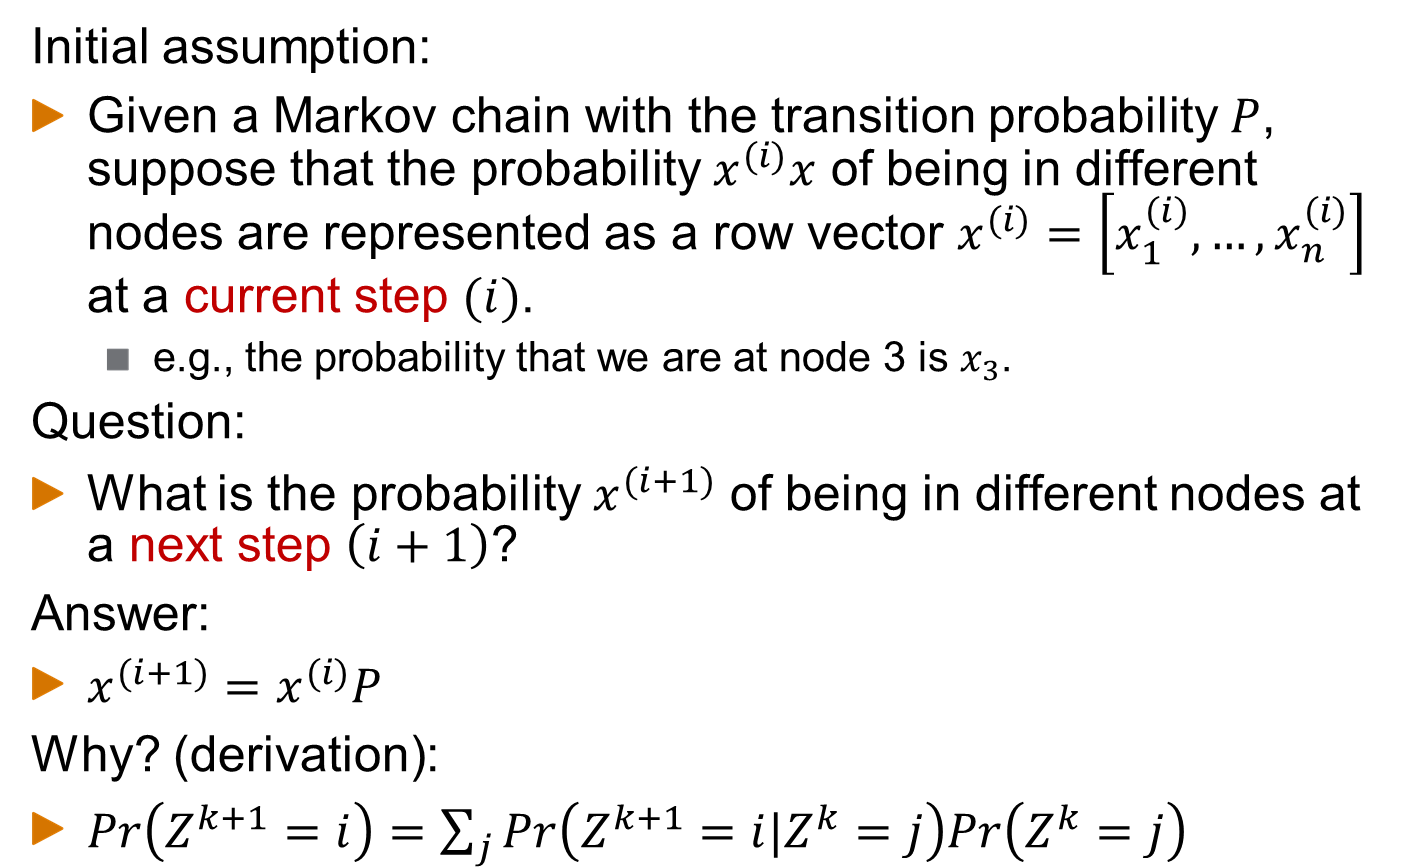 Initial assumption:
▶ Given a Markov chain with the transition probability P,
suppose that the probability x^(i) x of being in different
nodes are represented as a row vector x^(i) = [x_1^(i), …, x_n^(i)]
at a current step (i).
■ e.g., the probability that we are at node 3 is x_3.
Question:
▶ What is the probability x^(i+1) of being in different nodes at
a next step (i + 1)?
Answer:
▶ x^(i+1) = x^(i) P
Why? (derivation):
▶ Pr(Z^k+1 = i) = ∑_j Pr(Z^k+1 = i|Z^k = j)Pr(Z^k = j)